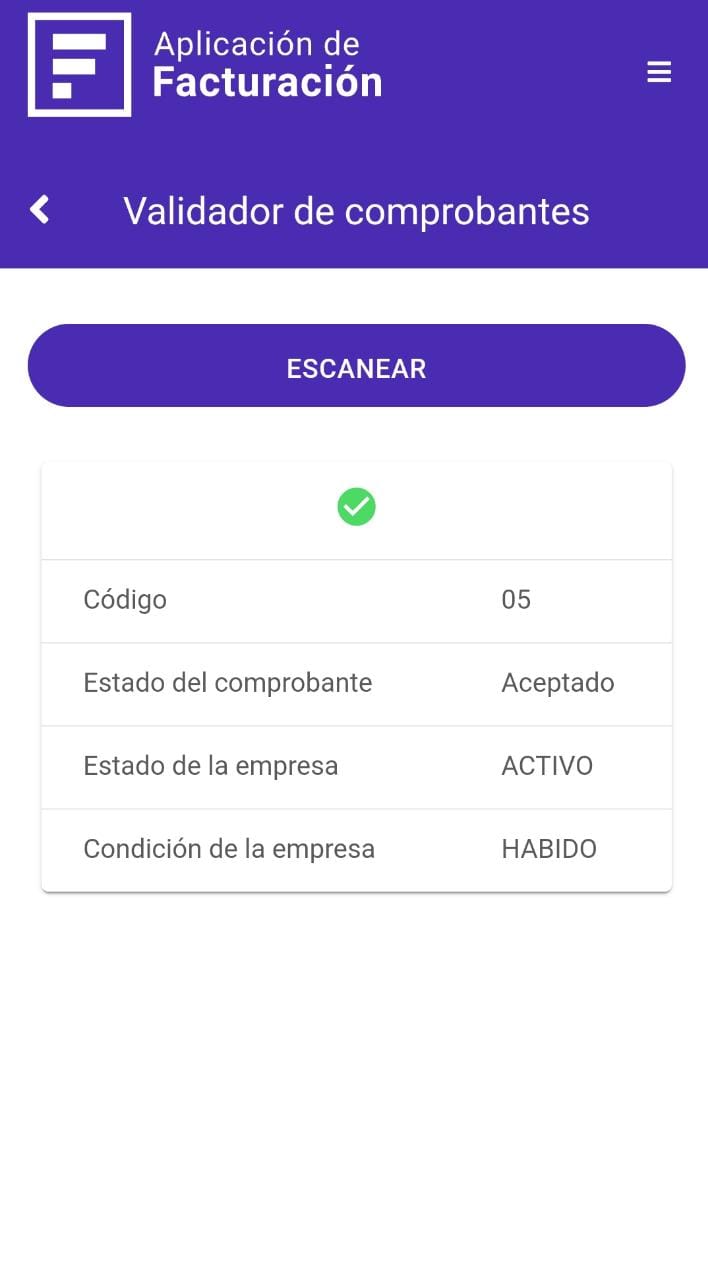 Aplicación de
Facturación
Validador de comprobantes
ESCANEAR
Código 05
Estado del comprobante Aceptado
Estado de la empresa ACTIVO
Condición de la empresa HABIDO